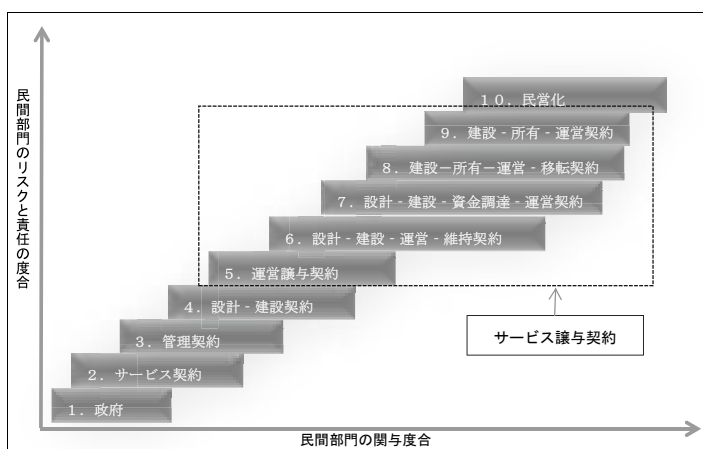 民間部門のリスクと責任の度合
１０．民営化
９．建設‐所有‐運営契約
８．建設－所有－運営‐移転契約
７．設計‐建設‐資金調達‐運営契約
６．設計‐建設‐運営‐維持契約
５．運営譲与契約
４．設計‐建設契約
３．管理契約
２．サービス契約
１．政府
サービス譲与契約
民間部門の関与度合